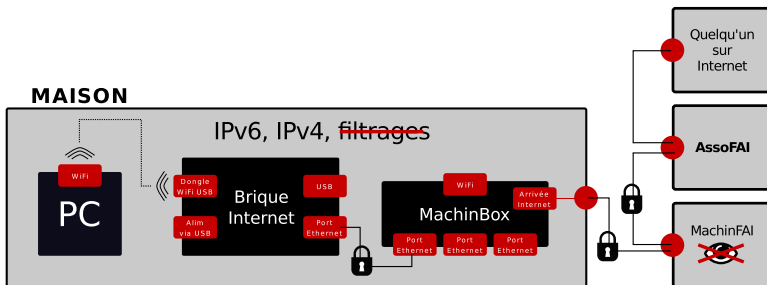 MAISON
IPv6, IPv4, filtrages
WiFi
PC
Dongle
WiFi USB
Alim
via USB
Brique
Internet
USB
Port
Ethernet
WiFi
MachinBox
Arrivée
Internet
Port
Ethernet
Port
Ethernet
Port
Ethernet
Quelqu'un
sur
Internet
AssoFAI
MachinFAI